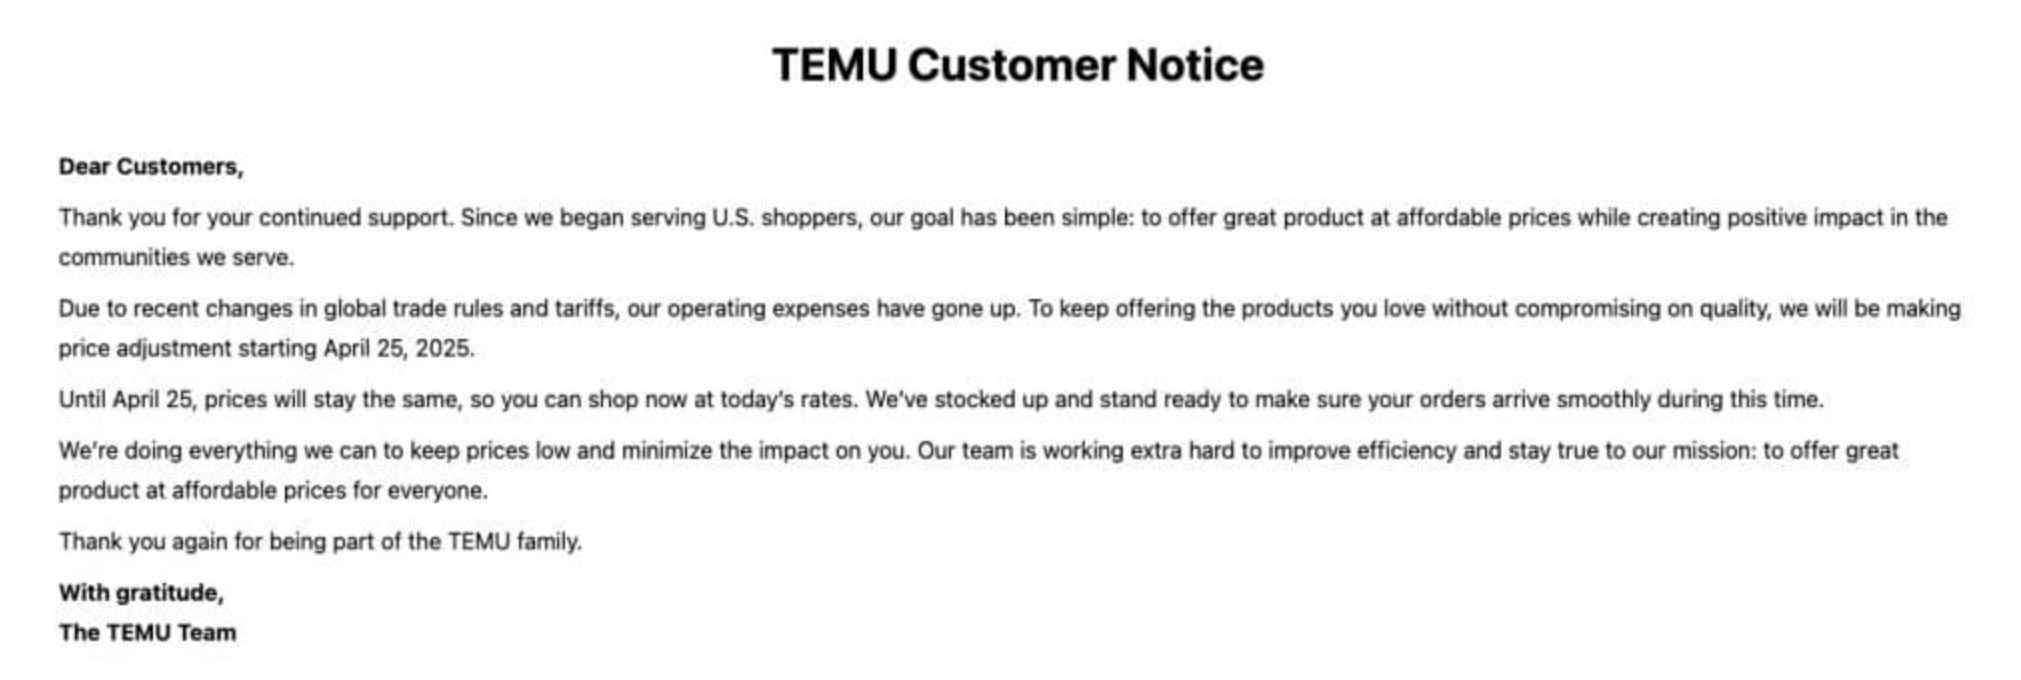 TEMU Customer Notice
Dear Customers,
Thank you for your continued support. Since we began serving U.S. shoppers, our goal has been simple: to offer great product at affordable prices while creating positive impact in the
communities we serve.
Due to recent changes in global trade rules and tariffs, our operating expenses have gone up. To keep offering the products you love without compromising on quality, we will be making
price adjustment starting April 25, 2025.
Until April 25, prices will stay the same, so you can shop now at today's rates. We've stocked up and stand ready to make sure your orders arrive smoothly during this time.
We're doing everything we can to keep prices low and minimize the impact on you. Our team is working extra hard to improve efficiency and stay true to our mission: to offer great
product at affordable prices for everyone.
Thank you again for being part of the TEMU family.
With gratitude,
The TEMU Team